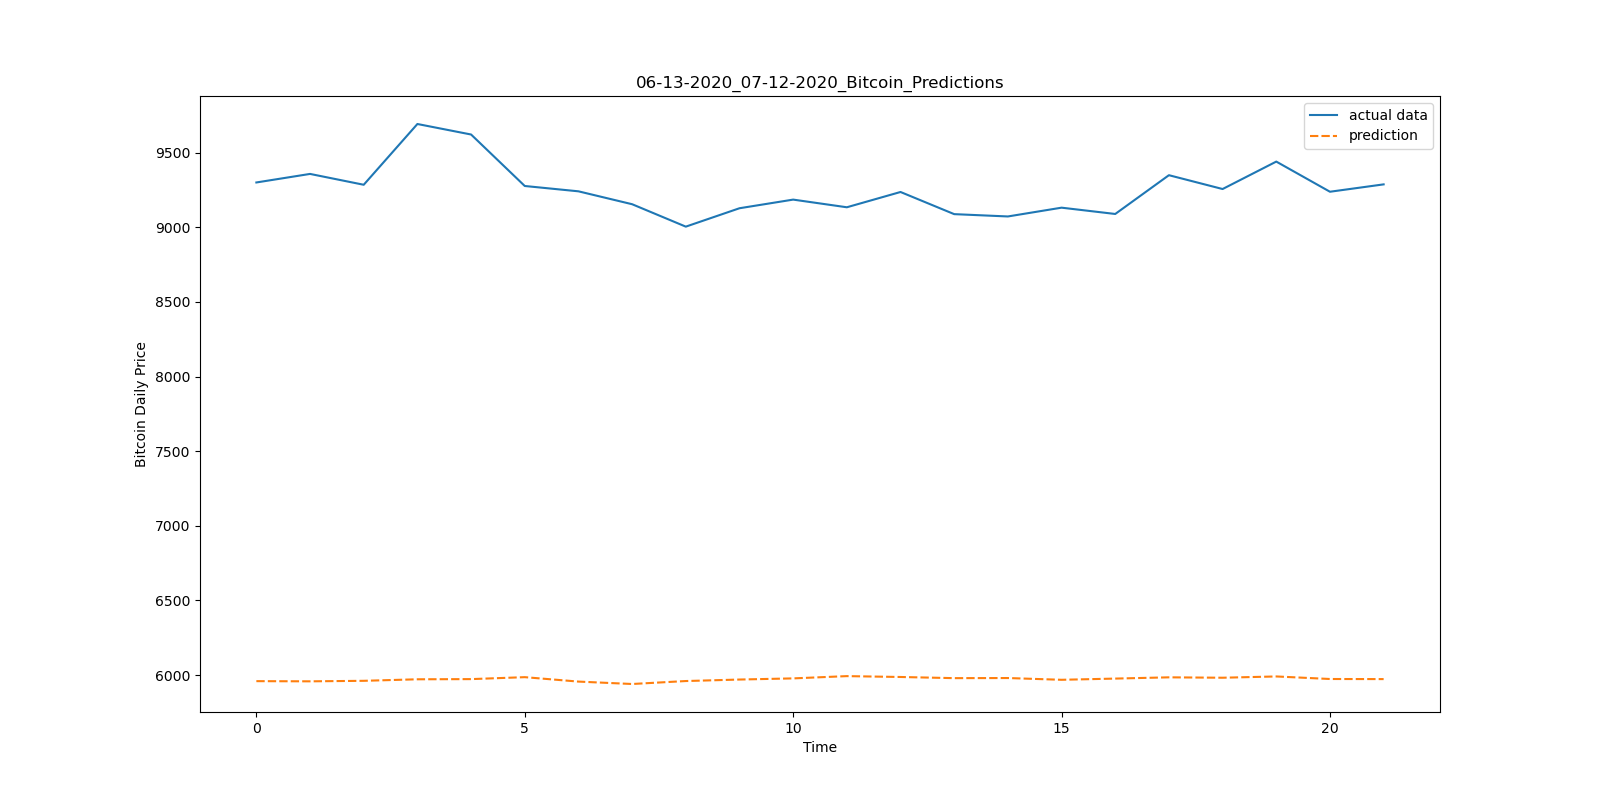 06-13-2020_07-12-2020_Bitcoin_Predictions
actual data
prediction
9500
9000
8500
8000
7500
7000
6500
6000
Bitcoin Daily Price
0 5 10 15 20
Time